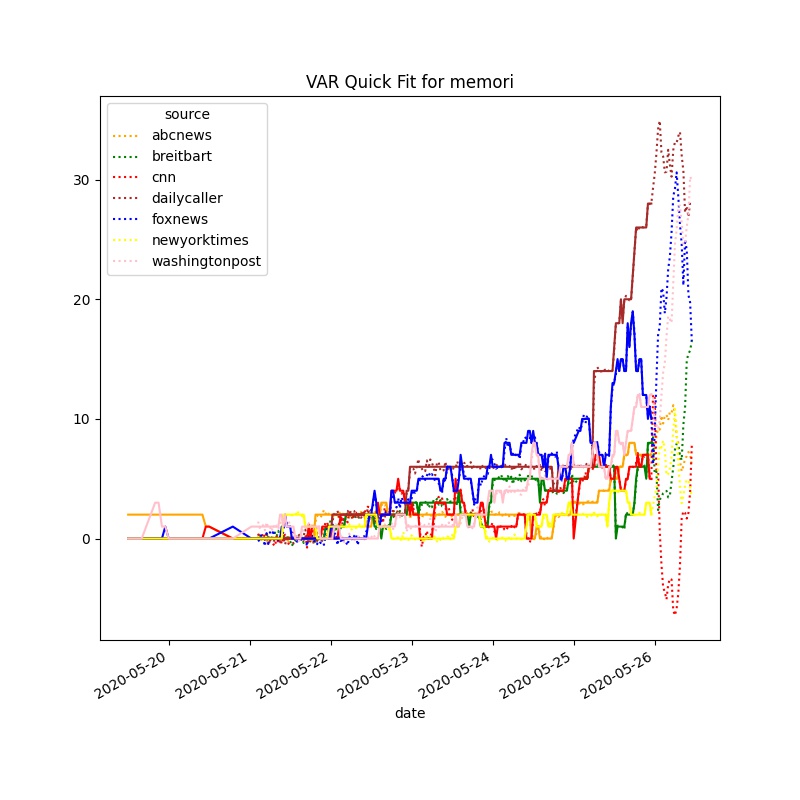 VAR Quick Fit for memori
source
abcnews
breitbart
cnn
dailycaller
foxnews
newyorktimes
washingtonpost
30
20
10
0
2020-05-20
2020-05-21
2020-05-22
2020-05-23
2020-05-24
2020-05-25
2020-05-26
date